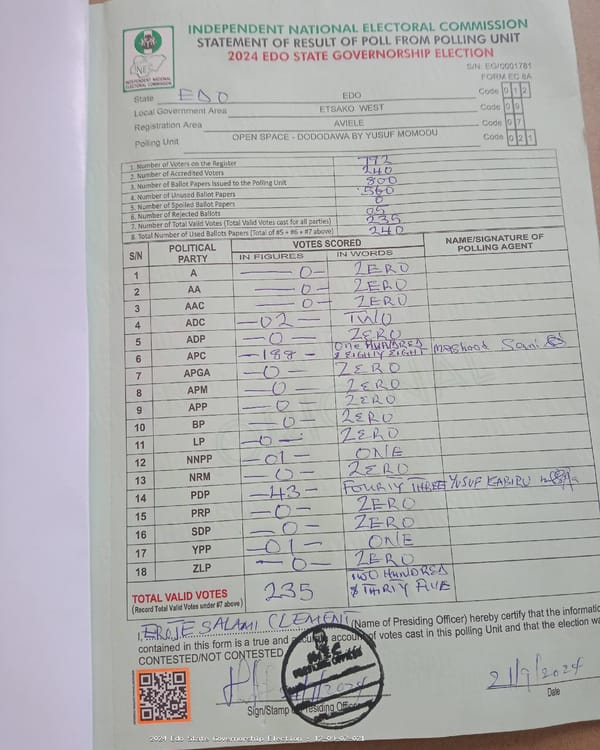 INDEPENDENT NATIONAL ELECTORAL COMMISSION
STATEMENT OF RESULT OF POLL FROM POLLING UNIT
2024 EDO STATE GOVERNORSHIP ELECTION
S/N. EG/0001781
FORM EC 8A
INEC
INDEPENDENT NATIONAL
ELECTORAL COMMISSION
State EDO EDO Code 0 1 2
Local Government Area ETSAKO WEST Code 0 9
Registration Area AVIELE Code 0 7
Polling Unit OPEN SPACE - DODODAWA BY YUSUF MOMODU Code 0 2 1
1. Number of Voters on the Register 772
2. Number of Accredited Voters 240
3. Number of Ballot Papers Issued to the Polling Unit 800
4. Number of Unused Ballot Papers 560
5. Number of Spoiled Ballot Papers 0
6. Number of Rejected Ballots 05
7. Number of Total Valid Votes (Total Valid Votes cast for all parties) 235
8. Total Number of Used Ballots Papers (Total of #5 + #6 + #7 above) 240
S/N POLITICAL PARTY VOTES SCORED NAME/SIGNATURE OF POLLING AGENT
IN FIGURES IN WORDS
1 A — 0 — ZERO
2 AA — 0 — ZERO
3 AAC — 0 — ZERO
4 ADC — 02 — TWO
5 ADP — 0 — ZERO
6 APC — 188 — ONE HUNDRED & EIGHTY EIGHT Mashood Sani
7 APGA — 0 — ZERO
8 APM — 0 — ZERO
9 APP — 0 — ZERO
10 BP — 0 — ZERO
11 LP — 0 — ZERO
12 NNPP — 01 — ONE
13 NRM — 0 — ZERO
14 PDP — 43 — FOURTY THREE YUSUF KABIRU
15 PRP — 0 — ZERO
16 SDP — 0 — ZERO
17 YPP — 01 — ONE
18 ZLP — 0 — ZERO
TOTAL VALID VOTES 235 TWO HUNDRED & THIRTY FIVE
(Record Total Valid Votes under #7 above)
I, EROJE SALAMI CLEMENT (Name of Presiding Officer) hereby certify that the informatio
contained in this form is a true and account of votes cast in this polling Unit and that the election wa
CONTESTED/NOT CONTESTED
21/9/2024
Sign/Stamp of Presiding Officer Date
2024 Edo State Governorship Election - 12-09-07-021